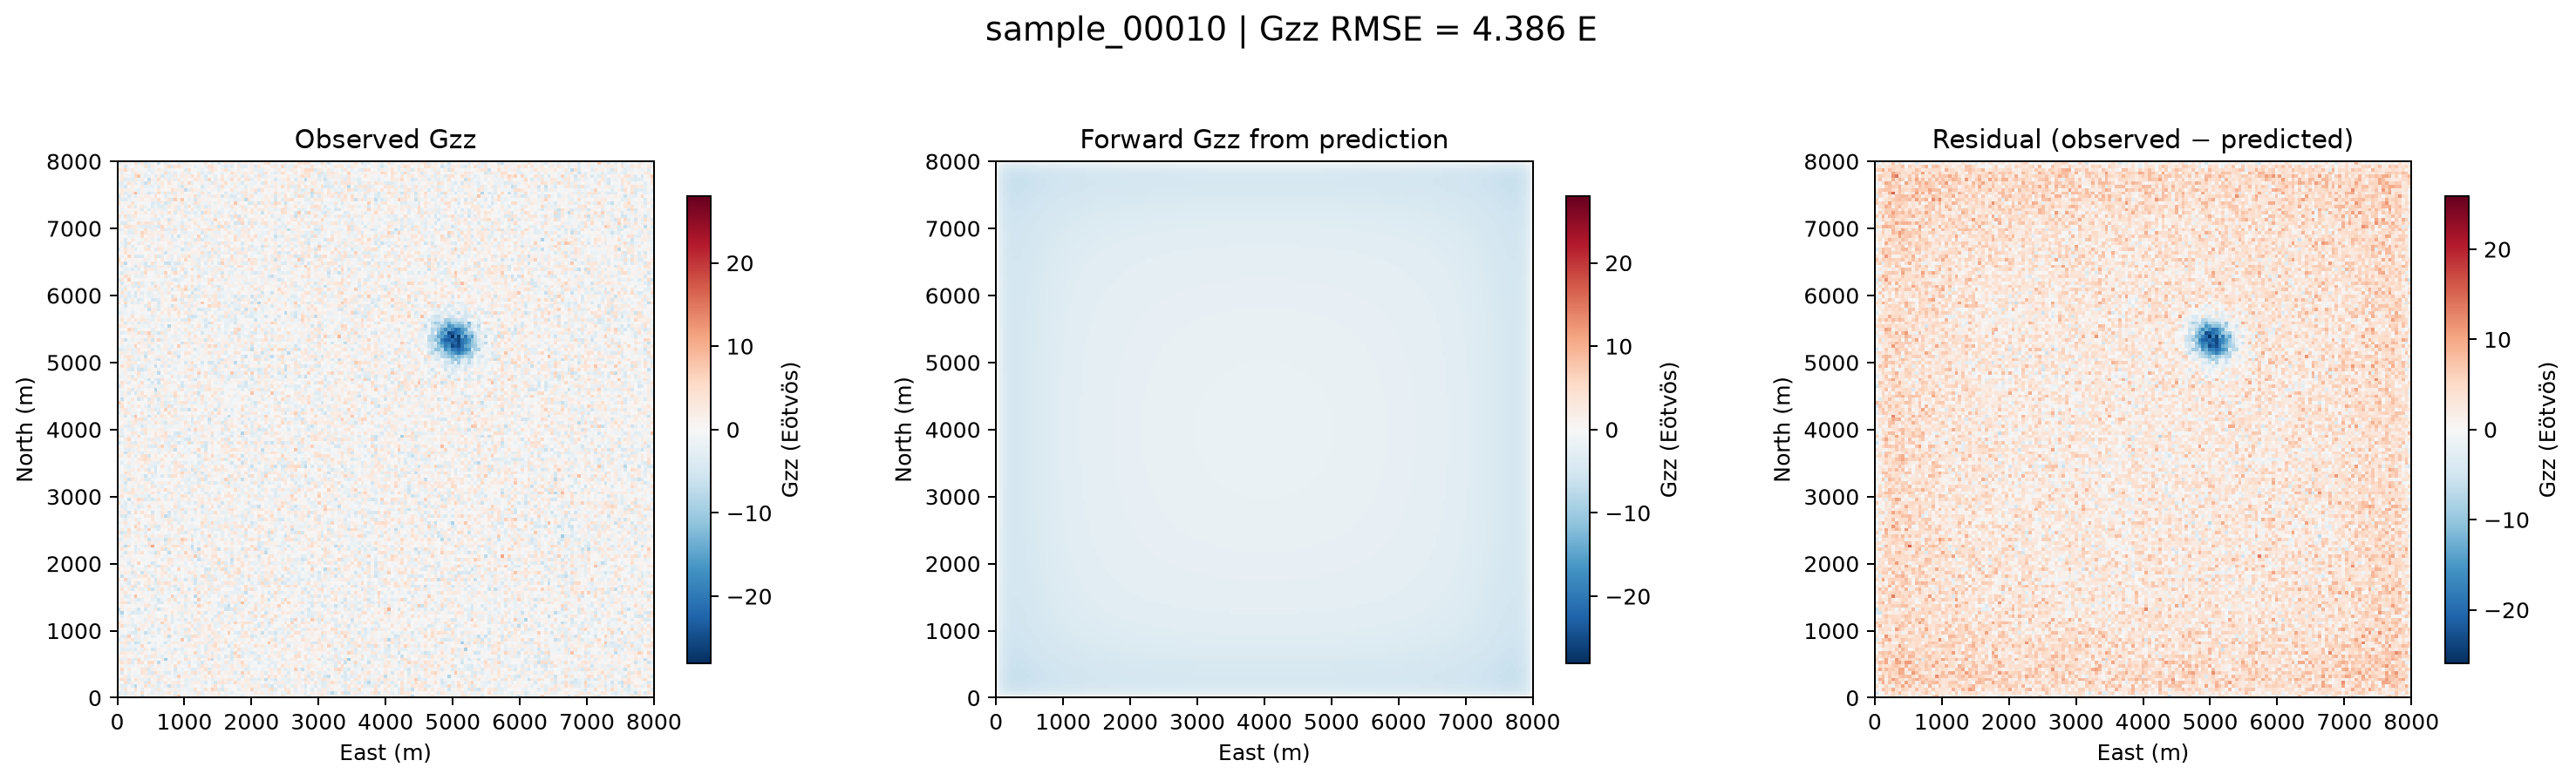 sample_00010 | Gzz RMSE = 4.386 E
Observed Gzz
8000
7000
6000
5000
4000
3000
2000
1000
0
North (m)
0 1000 2000 3000 4000 5000 6000 7000 8000
East (m)
20
10
0
−10
−20
Gzz (Eötvös)
Forward Gzz from prediction
8000
7000
6000
5000
4000
3000
2000
1000
0
North (m)
0 1000 2000 3000 4000 5000 6000 7000 8000
East (m)
20
10
0
−10
−20
Gzz (Eötvös)
Residual (observed − predicted)
8000
7000
6000
5000
4000
3000
2000
1000
0
North (m)
0 1000 2000 3000 4000 5000 6000 7000 8000
East (m)
20
10
0
−10
−20
Gzz (Eötvös)